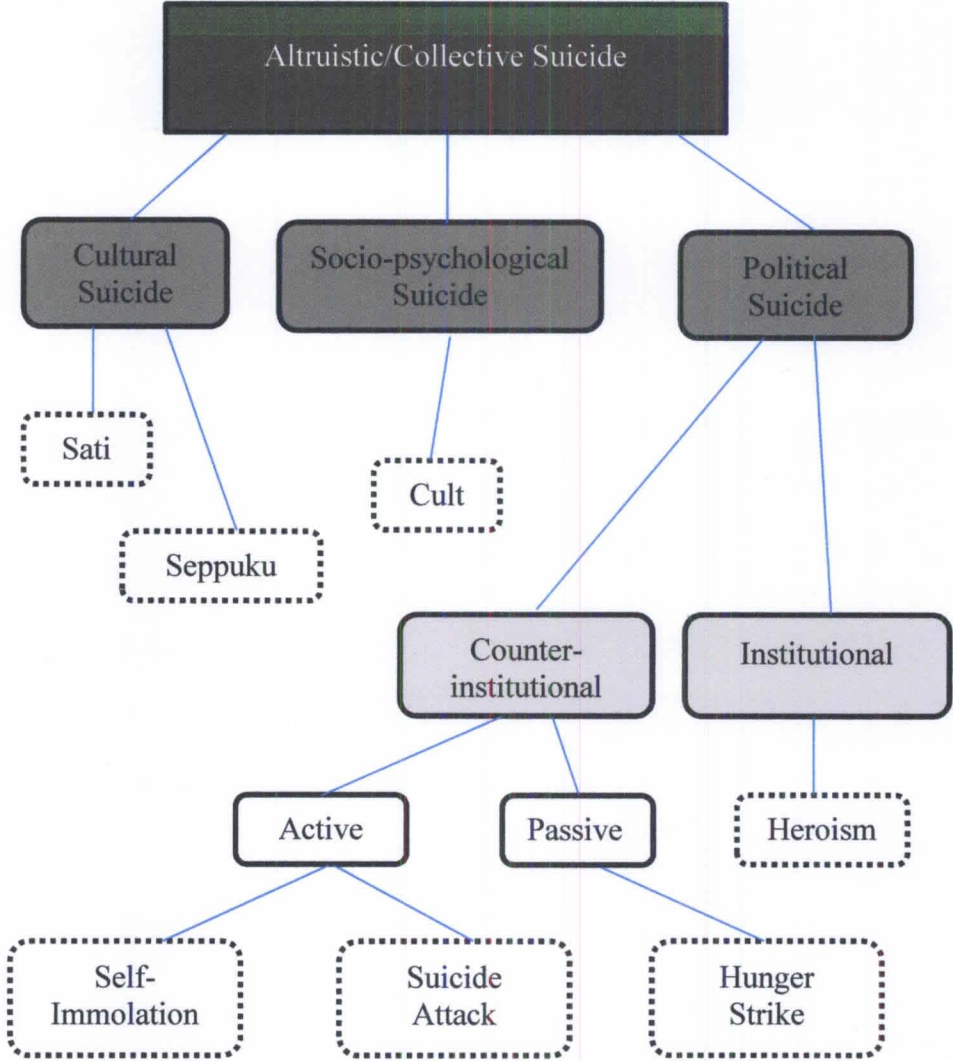 Altruistic/Collective Suicide
Cultural
Suicide
Socio-psychological
Suicide
Political
Suicide
Sati
Cult
Seppuku
Counter-
institutional
Institutional
Active
Passive
Heroism
Self-
Immolation
Suicide
Attack
Hunger
Strike